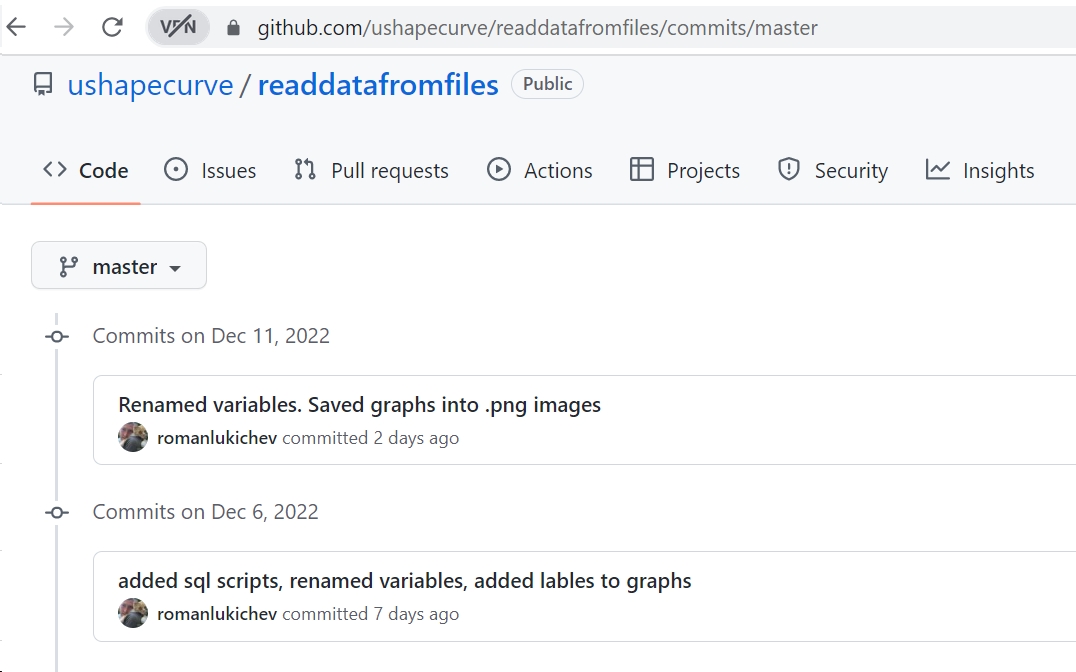 VPN github.com/ushapecurve/readdatafromfiles/commits/master
ushapecurve / readdatafromfiles Public
Code Issues Pull requests Actions Projects Security Insights
master
Commits on Dec 11, 2022
Renamed variables. Saved graphs into .png images
romanlukichev committed 2 days ago
Commits on Dec 6, 2022
added sql scripts, renamed variables, added lables to graphs
romanlukichev committed 7 days ago